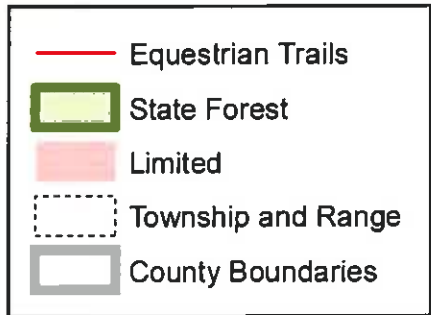 Equestrian Trails
State Forest
Limited
Township and Range
County Boundaries